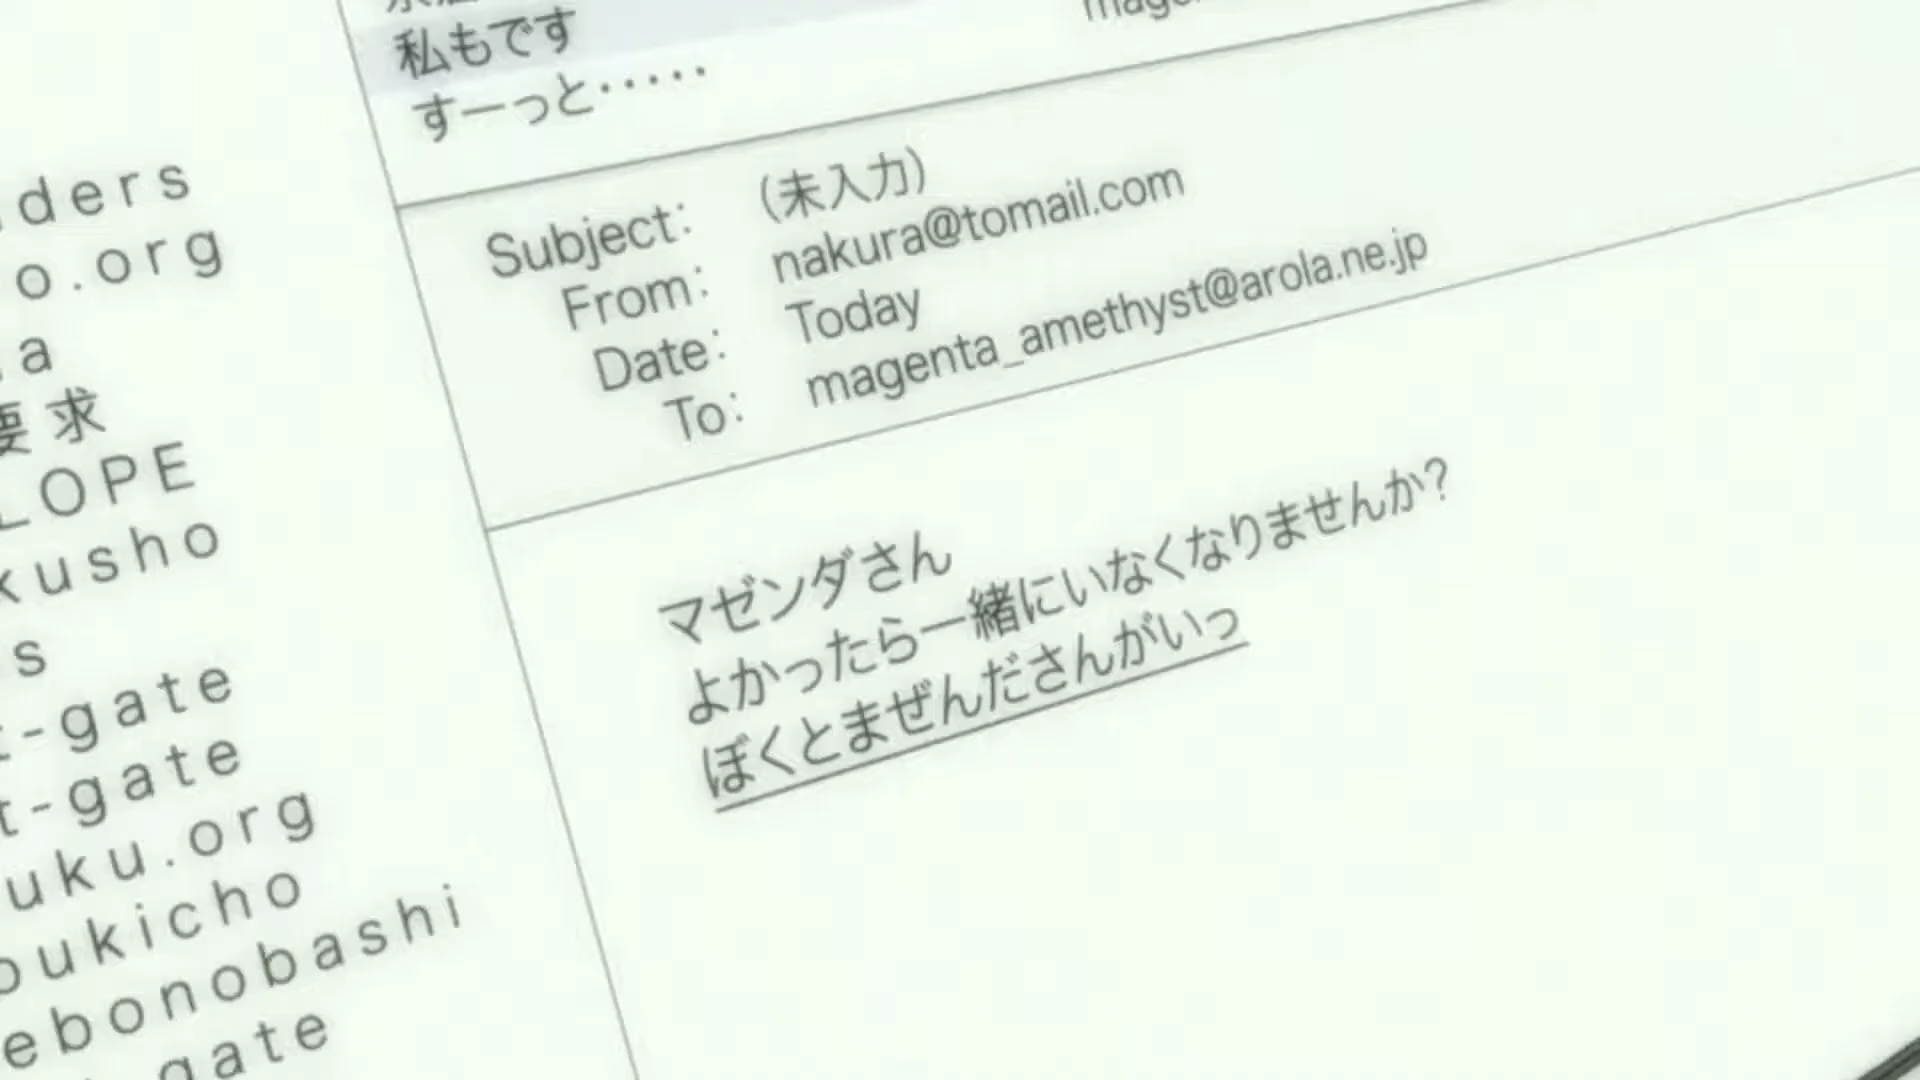 私もです
すーっと・・・・・
ders
o.org
a
要求
LOPE
kusho
s
t-gate
t-gate
uku.org
oukicho
ebonobashi
gate
Subject: (未入力)
From: nakura@tomail.com
Date: Today
To: magenta_amethyst@arola.ne.jp
マゼンダさん
よかったら一緒にいなくなりませんか?
ぼくとまぜんださんがいっ